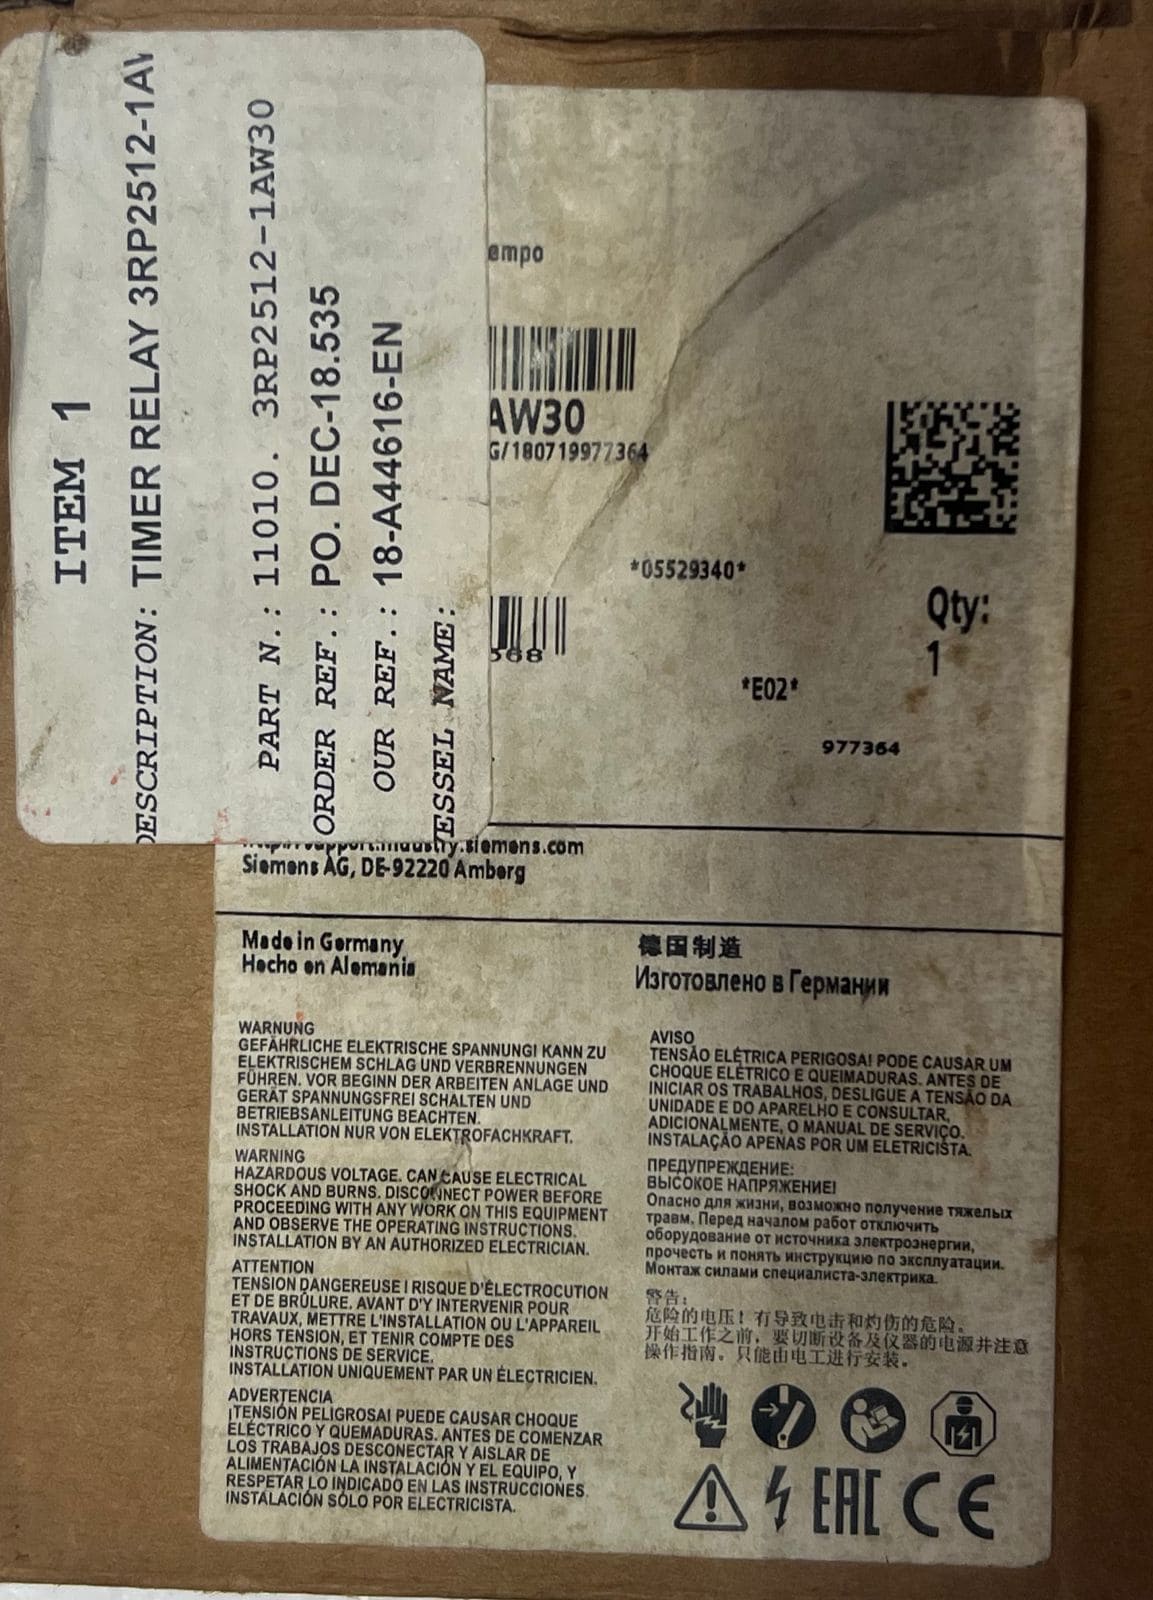 ITEM 1
DESCRIPTION: TIMER RELAY 3RP2512-1AW
PART N.: 11010. 3RP2512-1AW30
ORDER REF.: PO. DEC-18.535
OUR REF.: 18-A44616-EN
VESSEL NAME:
empo
AW30
G/180719977364
*05529340*
568
Qty:
1
*E02*
977364
http://support.industry.siemens.com
Siemens AG, DE-92220 Amberg
Made in Germany
Hecho en Alemania
德国制造
Изготовлено в Германии
WARNUNG
GEFÄHRLICHE ELEKTRISCHE SPANNUNG! KANN ZU
ELEKTRISCHEM SCHLAG UND VERBRENNUNGEN
FÜHREN. VOR BEGINN DER ARBEITEN ANLAGE UND
GERÄT SPANNUNGSFREI SCHALTEN UND
BETRIEBSANLEITUNG BEACHTEN.
INSTALLATION NUR VON ELEKTROFACHKRAFT.
WARNING
HAZARDOUS VOLTAGE. CAN CAUSE ELECTRICAL
SHOCK AND BURNS. DISCONNECT POWER BEFORE
PROCEEDING WITH ANY WORK ON THIS EQUIPMENT
AND OBSERVE THE OPERATING INSTRUCTIONS.
INSTALLATION BY AN AUTHORIZED ELECTRICIAN.
ATTENTION
TENSION DANGEREUSE ! RISQUE D'ÉLECTROCUTION
ET DE BRÛLURE. AVANT D'Y INTERVENIR POUR
TRAVAUX, METTRE L'INSTALLATION OU L'APPAREIL
HORS TENSION, ET TENIR COMPTE DES
INSTRUCTIONS DE SERVICE.
INSTALLATION UNIQUEMENT PAR UN ÉLECTRICIEN.
ADVERTENCIA
¡TENSIÓN PELIGROSA! PUEDE CAUSAR CHOQUE
ELÉCTRICO Y QUEMADURAS. ANTES DE COMENZAR
LOS TRABAJOS DESCONECTAR Y AISLAR DE
ALIMENTACIÓN LA INSTALACIÓN Y EL EQUIPO, Y
RESPETAR LO INDICADO EN LAS INSTRUCCIONES.
INSTALACIÓN SÓLO POR ELECTRICISTA.
AVISO
TENSÃO ELÉTRICA PERIGOSA! PODE CAUSAR UM
CHOQUE ELÉTRICO E QUEIMADURAS. ANTES DE
INICIAR OS TRABALHOS, DESLIGUE A TENSÃO DA
UNIDADE E DO APARELHO E CONSULTAR,
ADICIONALMENTE, O MANUAL DE SERVIÇO.
INSTALAÇÃO APENAS POR UM ELETRICISTA.
ПРЕДУПРЕЖДЕНИЕ:
ВЫСОКОЕ НАПРЯЖЕНИЕ!
Опасно для жизни, возможно получение тяжелых
травм. Перед началом работ отключить
оборудование от источника электроэнергии,
прочесть и понять инструкцию по эксплуатации.
Монтаж силами специалиста-электрика.
警告:
危险的电压! 有导致电击和灼伤的危险。
开始工作之前, 要切断设备及仪器的电源并注意
操作指南。只能由电工进行安装。
EAC CE